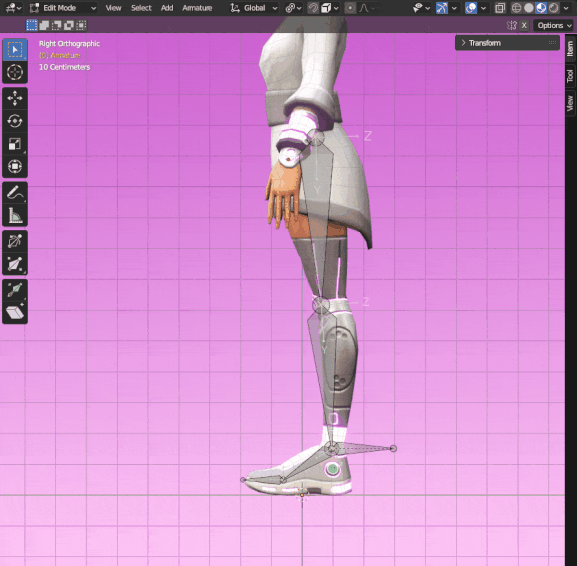 Edit Mode View Select Add Armature Global
X Options
Right Orthographic
(1) Armature
10 Centimeters
Transform
Item
Tool
View
Z
Y
Z